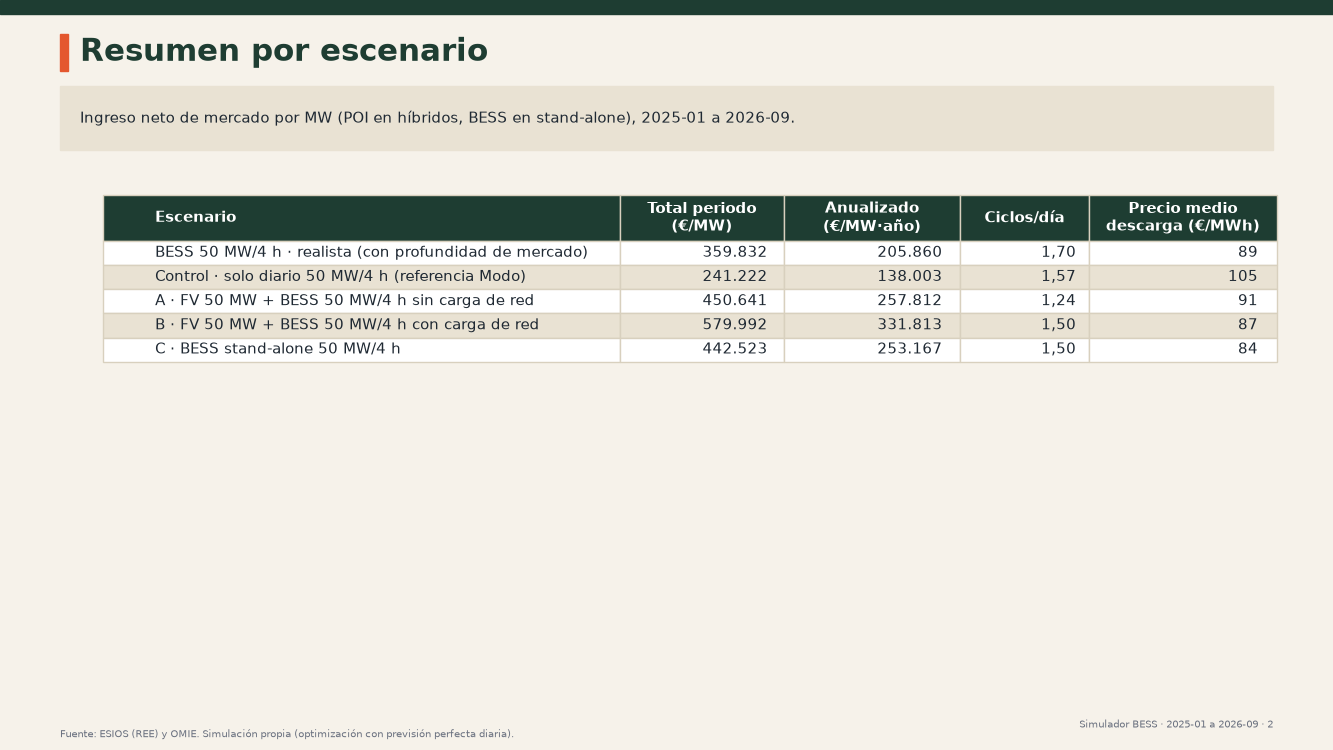 Resumen por escenario
Ingreso neto de mercado por MW (POI en híbridos, BESS en stand-alone), 2025-01 a 2026-09.
Escenario Total periodo (€/MW) Anualizado (€/MW·año) Ciclos/día Precio medio descarga (€/MWh)
BESS 50 MW/4 h · realista (con profundidad de mercado) 359.832 205.860 1,70 89
Control · solo diario 50 MW/4 h (referencia Modo) 241.222 138.003 1,57 105
A · FV 50 MW + BESS 50 MW/4 h sin carga de red 450.641 257.812 1,24 91
B · FV 50 MW + BESS 50 MW/4 h con carga de red 579.992 331.813 1,50 87
C · BESS stand-alone 50 MW/4 h 442.523 253.167 1,50 84
Simulador BESS · 2025-01 a 2026-09 · 2
Fuente: ESIOS (REE) y OMIE. Simulación propia (optimización con previsión perfecta diaria).